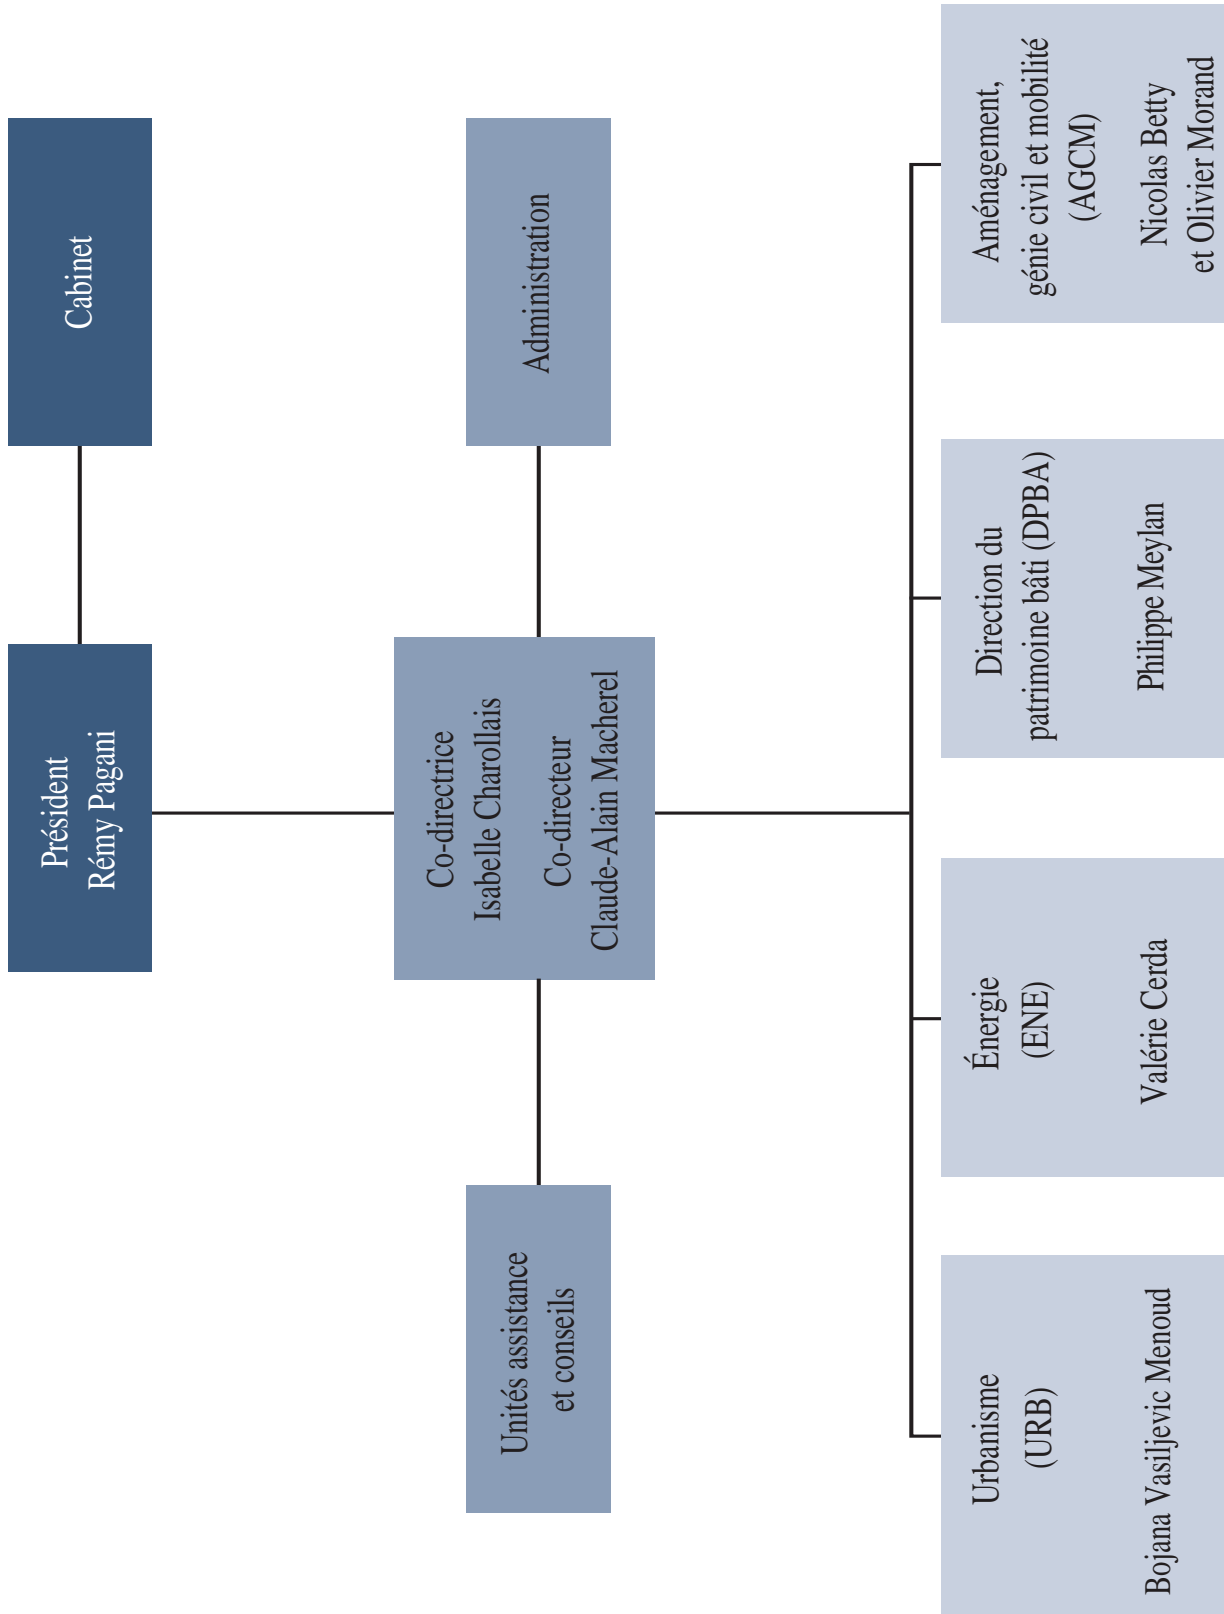 Président
Rémy Pagani
Cabinet
Unités assistance
et conseils
Co-directrice
Isabelle Charollais
Co-directeur
Claude-Alain Macherel
Administration
Urbanisme
(URB)
Bojana Vasiljevic Menoud
Énergie
(ENE)
Valérie Cerda
Direction du
patrimoine bâti (DPBA)
Philippe Meylan
Aménagement,
génie civil et mobilité
(AGCM)
Nicolas Betty
et Olivier Morand